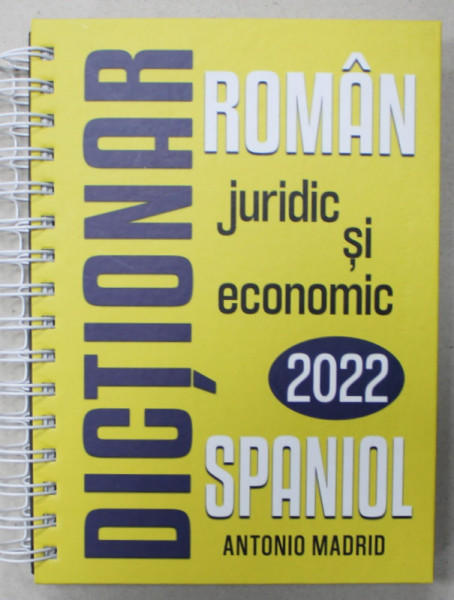 DICȚIONAR
ROMÂN
juridic
și
economic
2022
SPANIOL
ANTONIO MADRID